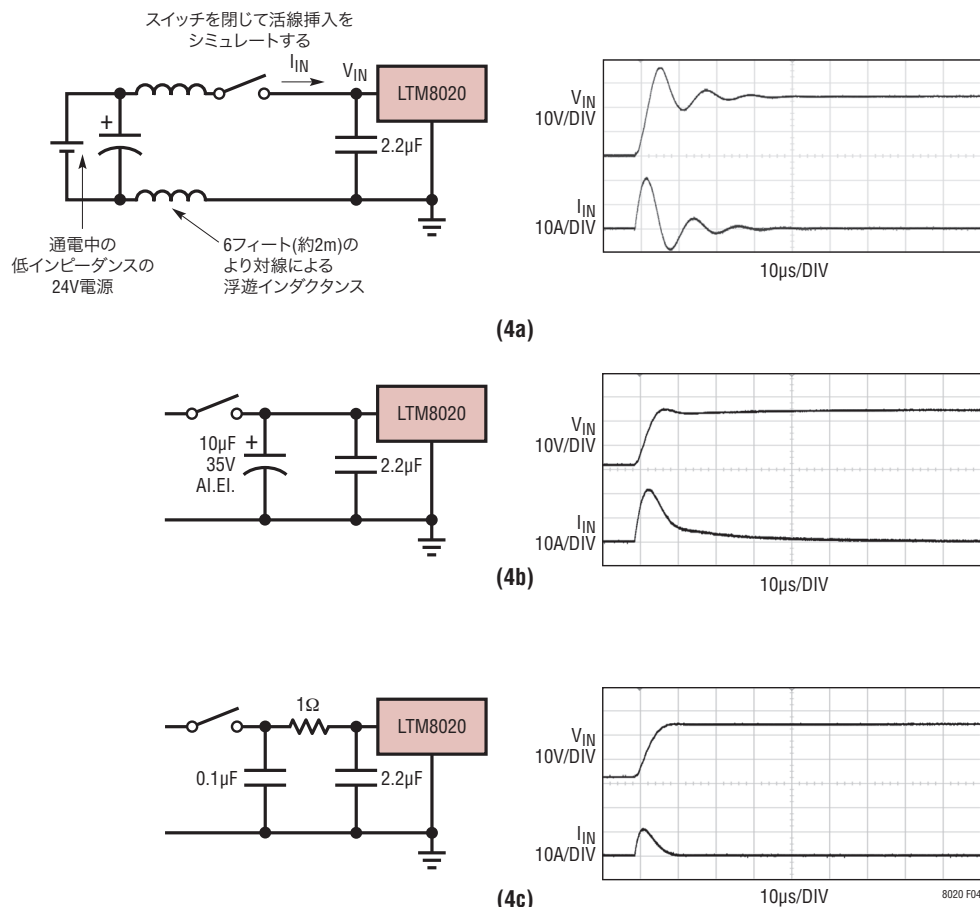 スイッチを閉じて活線挿入を
シミュレートする
IIN
VIN
LTM8020
+
2.2µF
通電中の
低インピーダンスの
24V電源
6フィート(約2m)の
より対線による
浮遊インダクタンス
VIN
10V/DIV
IIN
10A/DIV
10µs/DIV
(4a)
LTM8020
10µF
35V
AI.EI.
+
2.2µF
VIN
10V/DIV
IIN
10A/DIV
10µs/DIV
(4b)
1Ω
LTM8020
0.1µF
2.2µF
VIN
10V/DIV
IIN
10A/DIV
10µs/DIV
8020 F04
(4c)